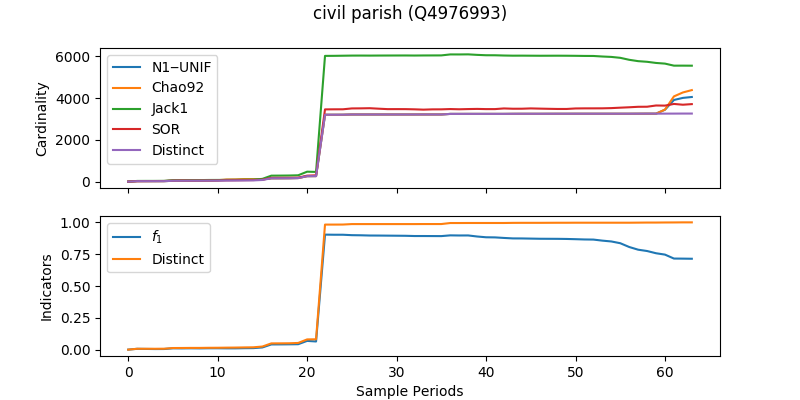 civil parish (Q4976993)
Cardinality
6000
4000
2000
0
N1−UNIF
Chao92
Jack1
SOR
Distinct
Indicators
1.00
0.75
0.50
0.25
0.00
f₁
Distinct
0 10 20 30 40 50 60
Sample Periods